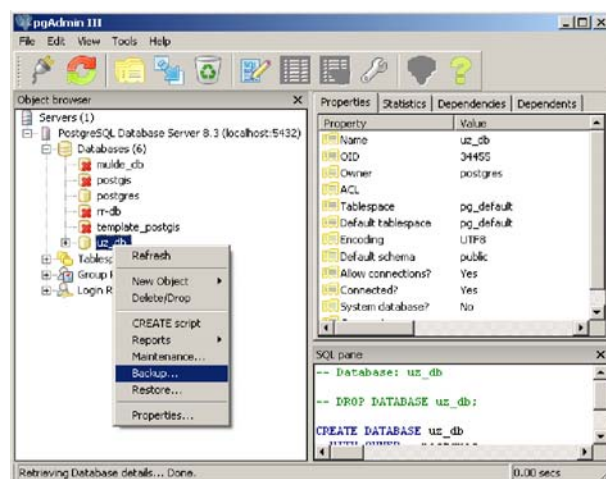 pgAdmin III
File Edit View Tools Help
Object browser
Servers (1)
PostgreSQL Database Server 8.3 (localhost:5432)
Databases (6)
mulde_db
postgis
postgres
rr-db
template_postgis
uz_db
Tablesp
Group R
Login R
Refresh
New Object
Delete/Drop
CREATE script
Reports
Maintenance...
Backup...
Restore...
Properties...
Properties Statistics Dependencies Dependents
Property Value
Name uz_db
OID 34455
Owner postgres
ACL
Tablespace pg_default
Default tablespace pg_default
Encoding UTF8
Default schema public
Allow connections? Yes
Connected? Yes
System database? No
SQL pane
-- Database: uz_db
-- DROP DATABASE uz_db;
CREATE DATABASE uz_db
Retrieving Database details... Done.
0.00 secs